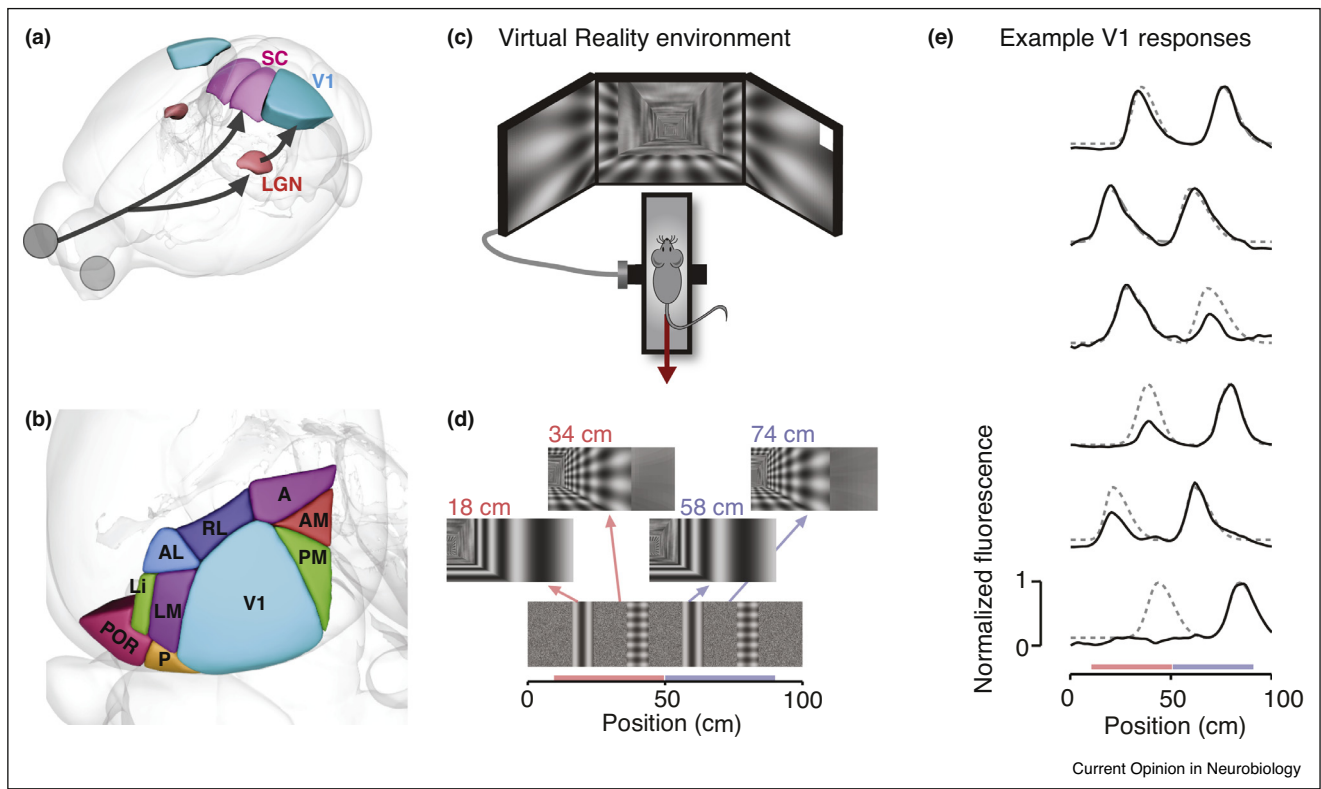 (a)
SC
V1
LGN
(b)
A
AM
RL
PM
AL
Li
LM
V1
POR
P
(c) Virtual Reality environment
(d)
34 cm
74 cm
18 cm
58 cm
0 50 100
Position (cm)
(e) Example V1 responses
Normalized fluorescence
1
0
0 50 100
Position (cm)
Current Opinion in Neurobiology